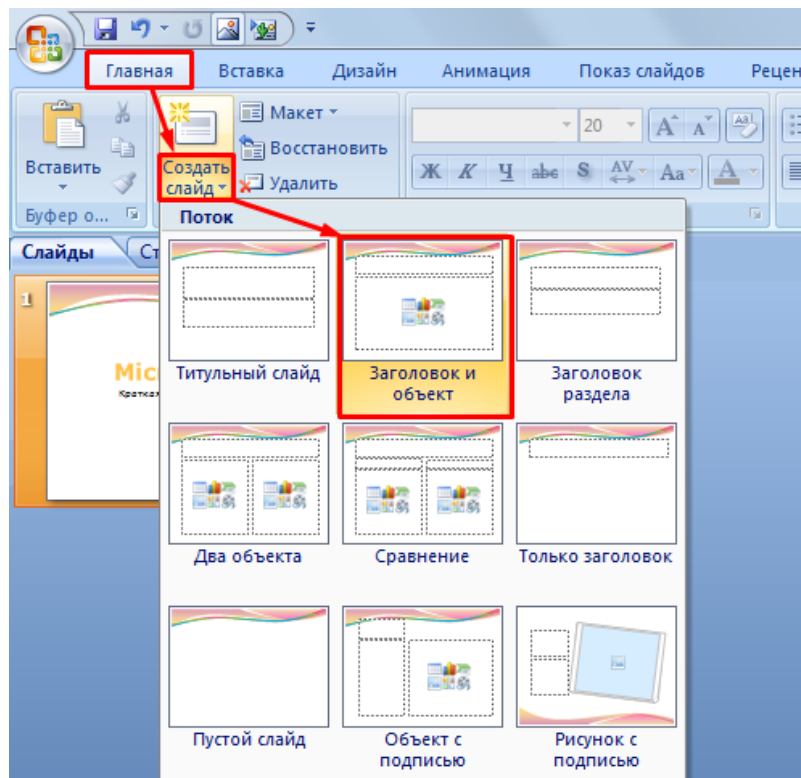 Главная Вставка Дизайн Анимация Показ слайдов Рецен
Вставить
Буфер о...
Создать
слайд
Макет
Восстановить
Удалить
20
Ж К Ч abc S AV Aa А
Слайды Ст
Поток
1
Mic
Краткая
Титульный слайд
Заголовок и
объект
Заголовок
раздела
Два объекта
Сравнение
Только заголовок
Пустой слайд
Объект с
подписью
Рисунок с
подписью